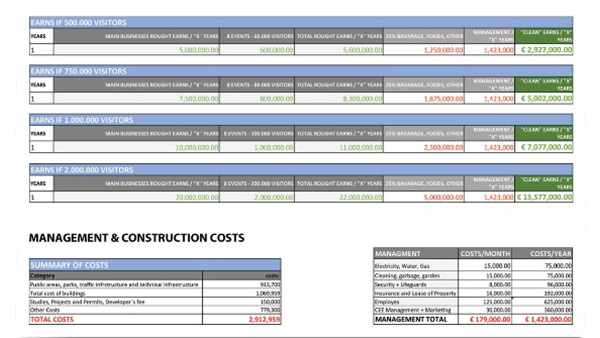 EARNS IF 500.000 VISITORS
YEARS MAIN BUSINESSES ROUGHT EARNS / "X" YEARS 8 EVENTS - 60.000 VISITORS TOTAL ROUGHT EARNS / "X" YEARS 25% BAVARAGE, FOODS, OTHER MANAGEMENT / "X" YEARS "CLEAN" EARNS / "X" YEARS
1 5,000,000.00 600,000.00 5,600,000.00 1,250,000.00 1,423,000 € 2,927,000.00
EARNS IF 750.000 VISITORS
YEARS MAIN BUSINESSES ROUGHT EARNS / "X" YEARS 8 EVENTS - 80.000 VISITORS TOTAL ROUGHT EARNS / "X" YEARS 25% BAVARAGE, FOODS, OTHER MANAGEMENT / "X" YEARS "CLEAN" EARNS / "X" YEARS
1 7,500,000.00 800,000.00 8,300,000.00 1,875,000.00 1,423,000 € 5,002,000.00
EARNS IF 1.000.000 VISITORS
YEARS MAIN BUSINESSES ROUGHT EARNS / "X" YEARS 8 EVENTS - 100.000 VISITORS TOTAL ROUGHT EARNS / "X" YEARS 25% BAVARAGE, FOODS, OTHER MANAGEMENT / "X" YEARS "CLEAN" EARNS / "X" YEARS
1 10,000,000.00 1,000,000.00 11,000,000.00 2,500,000.00 1,423,000 € 7,077,000.00
EARNS IF 2.000.000 VISITORS
YEARS MAIN BUSINESSES ROUGHT EARNS / "X" YEARS 8 EVENTS - 200.000 VISITORS TOTAL ROUGHT EARNS / "X" YEARS 25% BAVARAGE, FOODS, OTHER MANAGEMENT / "X" YEARS "CLEAN" EARNS / "X" YEARS
1 20,000,000.00 2,000,000.00 22,000,000.00 5,000,000.00 1,423,000 € 15,577,000.00
MANAGEMENT & CONSTRUCTION COSTS
SUMMARY OF COSTS
Category costs
Public areas, parks, traffic infrstructure and technical infrastructure 913,700
Total cost of buildings 1,069,959
Studies, Projects and Permits, Developer's fee 150,000
Other Costs 779,300
TOTAL COSTS 2,912,959
MANAGMENT COSTS/MONTH COSTS/YEAR
Electricity, Water, Gas 15,000.00 75,000.00
Cleaning, garbage, garden 15,000.00 75,000.00
Security + Lifeguards 8,000.00 96,000.00
Insurance and Lease of Property 16,000.00 192,000.00
Employes 125,000.00 625,000.00
CEE Management + Marketing 30,000.00 360,000.00
MANAGEMENT TOTAL € 179,000.00 € 1,423,000.00